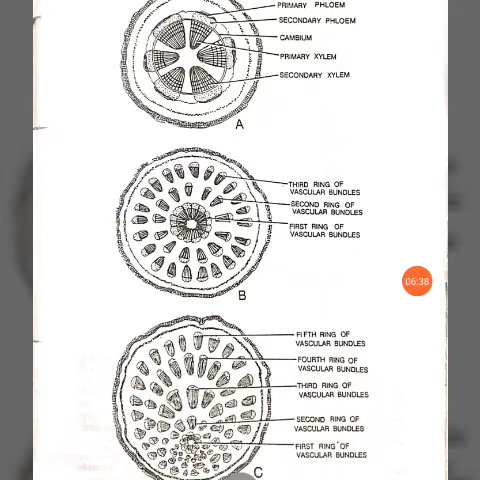 PRIMARY PHLOEM
SECONDARY PHLOEM
CAMBIUM
PRIMARY XYLEM
SECONDARY XYLEM
A
THIRD RING OF
VASCULAR BUNDLES
SECOND RING OF
VASCULAR BUNDLES
FIRST RING OF
VASCULAR BUNDLES
06:38
B
FIFTH RING OF
VASCULAR BUNDLES
FOURTH RING OF
VASCULAR BUNDLES
THIRD RING OF
VASCULAR BUNDLES
SECOND RING OF
VASCULAR BUNDLES
FIRST RING OF
VASCULAR BUNDLES
C